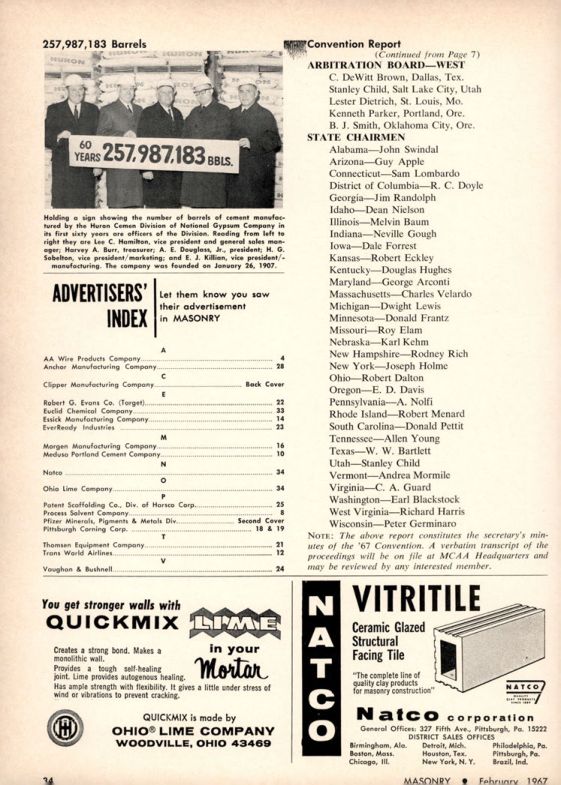 257,987,183 Barrels
60
YEARS 257,987,183 BBLS.
Holding a sign showing the number of barrels of cement manufac-
tured by the Huron Cemen Division of National Gypsum Company in
its first sixty years are officers of the Division. Reading from left to
right they are Lee C. Hamilton, vice president and general sales man-
ager; Harvey A. Burr, treasurer; A. E. Douglass, Jr., president; H. G.
Sobelton, vice president/marketing; and E. J. Killian, vice president/-
manufacturing. The company was founded on January 26, 1907.
ADVERTISERS'
INDEX
Let them know you saw
their advertisement
in MASONRY
A
AA Wire Products Company 4
Anchor Manufacturing Company 28
C
Clipper Manufacturing Company Back Cover
E
Robert G. Evans Co. (Target) 22
Euclid Chemical Company 33
Essick Manufacturing Company 14
EverReady Industries 23
M
Morgen Manufacturing Company 16
Medusa Portland Cement Company 10
N
Natco 34
O
Ohio Lime Company 34
P
Patent Scaffolding Co., Div. of Harsco Corp. 25
Process Solvent Company 8
Pfizer Minerals, Pigments & Metals Div. Second Cover
Pittsburgh Corning Corp. 18 & 19
T
Thomsen Equipment Company 21
Trans World Airlines 12
V
Vaughon & Bushnell 24
Convention Report
(Continued from Page 7)
ARBITRATION BOARD—WEST
C. DeWitt Brown, Dallas, Tex.
Stanley Child, Salt Lake City, Utah
Lester Dietrich, St. Louis, Mo.
Kenneth Parker, Portland, Ore.
B. J. Smith, Oklahoma City, Ore.
STATE CHAIRMEN
Alabama—John Swindal
Arizona—Guy Apple
Connecticut—Sam Lombardo
District of Columbia—R. C. Doyle
Georgia—Jim Randolph
Idaho—Dean Nielson
Illinois—Melvin Baum
Indiana—Neville Gough
Iowa—Dale Forrest
Kansas—Robert Eckley
Kentucky—Douglas Hughes
Maryland—George Arconti
Massachusetts—Charles Velardo
Michigan—Dwight Lewis
Minnesota—Donald Frantz
Missouri—Roy Elam
Nebraska—Karl Kehm
New Hampshire—Rodney Rich
New York—Joseph Holme
Ohio—Robert Dalton
Oregon—E. D. Davis
Pennsylvania—A. Nolfi
Rhode Island—Robert Menard
South Carolina—Donald Pettit
Tennessee—Allen Young
Texas—W. W. Bartlett
Utah—Stanley Child
Vermont—Andrea Mormile
Virginia—C. A. Guard
Washington—Earl Blackstock
West Virginia—Richard Harris
Wisconsin—Peter Germinaro
NOTE: The above report constitutes the secretary's min-
utes of the '67 Convention. A verbatim transcript of the
proceedings will be on file at MCAA Headquarters and
may be reviewed by any interested member.
You get stronger walls with
QUICKMIX LIME
in your
Mortar
Creates a strong bond. Makes a
monolithic wall.
Provides a tough self-healing
joint. Lime provides autogenous healing.
Has ample strength with flexibility. It gives a little under stress of
wind or vibrations to prevent cracking.
QUICKMIX is made by
OHIO® LIME COMPANY
WOODVILLE, OHIO 43469
NATCO
VITRITILE
Ceramic Glazed
Structural
Facing Tile
"The complete line of
quality clay products
for masonry construction"
NATCO
QUALITY
CLAY PRODUCTS
SINCE 1889
Natco corporation
General Offices: 327 Fifth Ave., Pittsburgh, Pa. 15222
DISTRICT SALES OFFICES
Birmingham, Ala. Detroit, Mich. Philadelphia, Pa.
Boston, Mass. Houston, Tex. Pittsburgh, Pa.
Chicago, Ill. New York, N. Y. Brazil, Ind.
34
MASONRY • February 1967